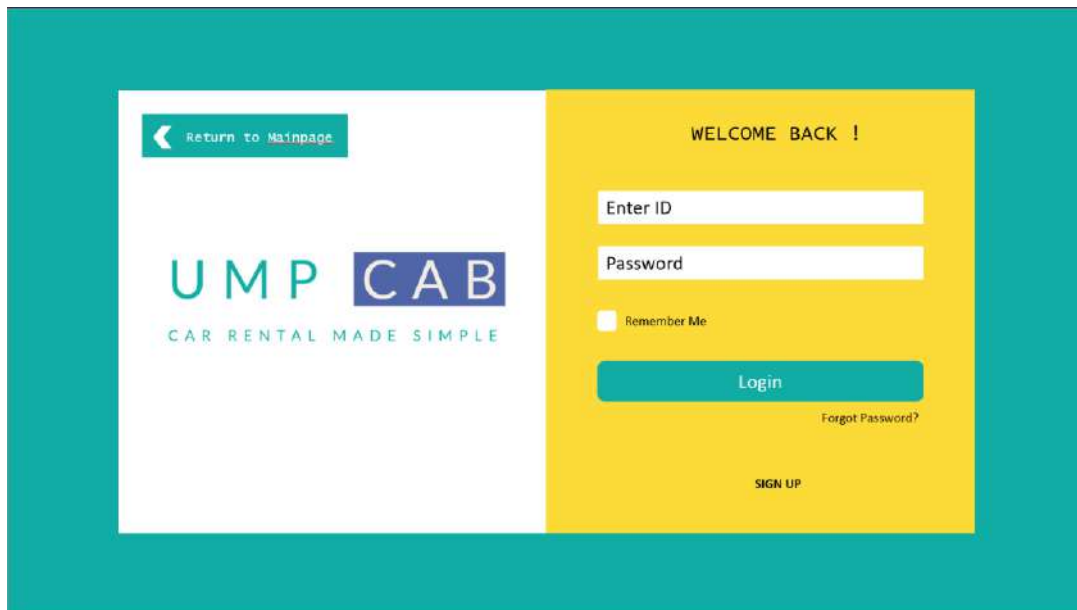 Return to Mainpage
UMP CAB
CAR RENTAL MADE SIMPLE
WELCOME BACK !
Enter ID
Password
Remember Me
Login
Forgot Password?
SIGN UP